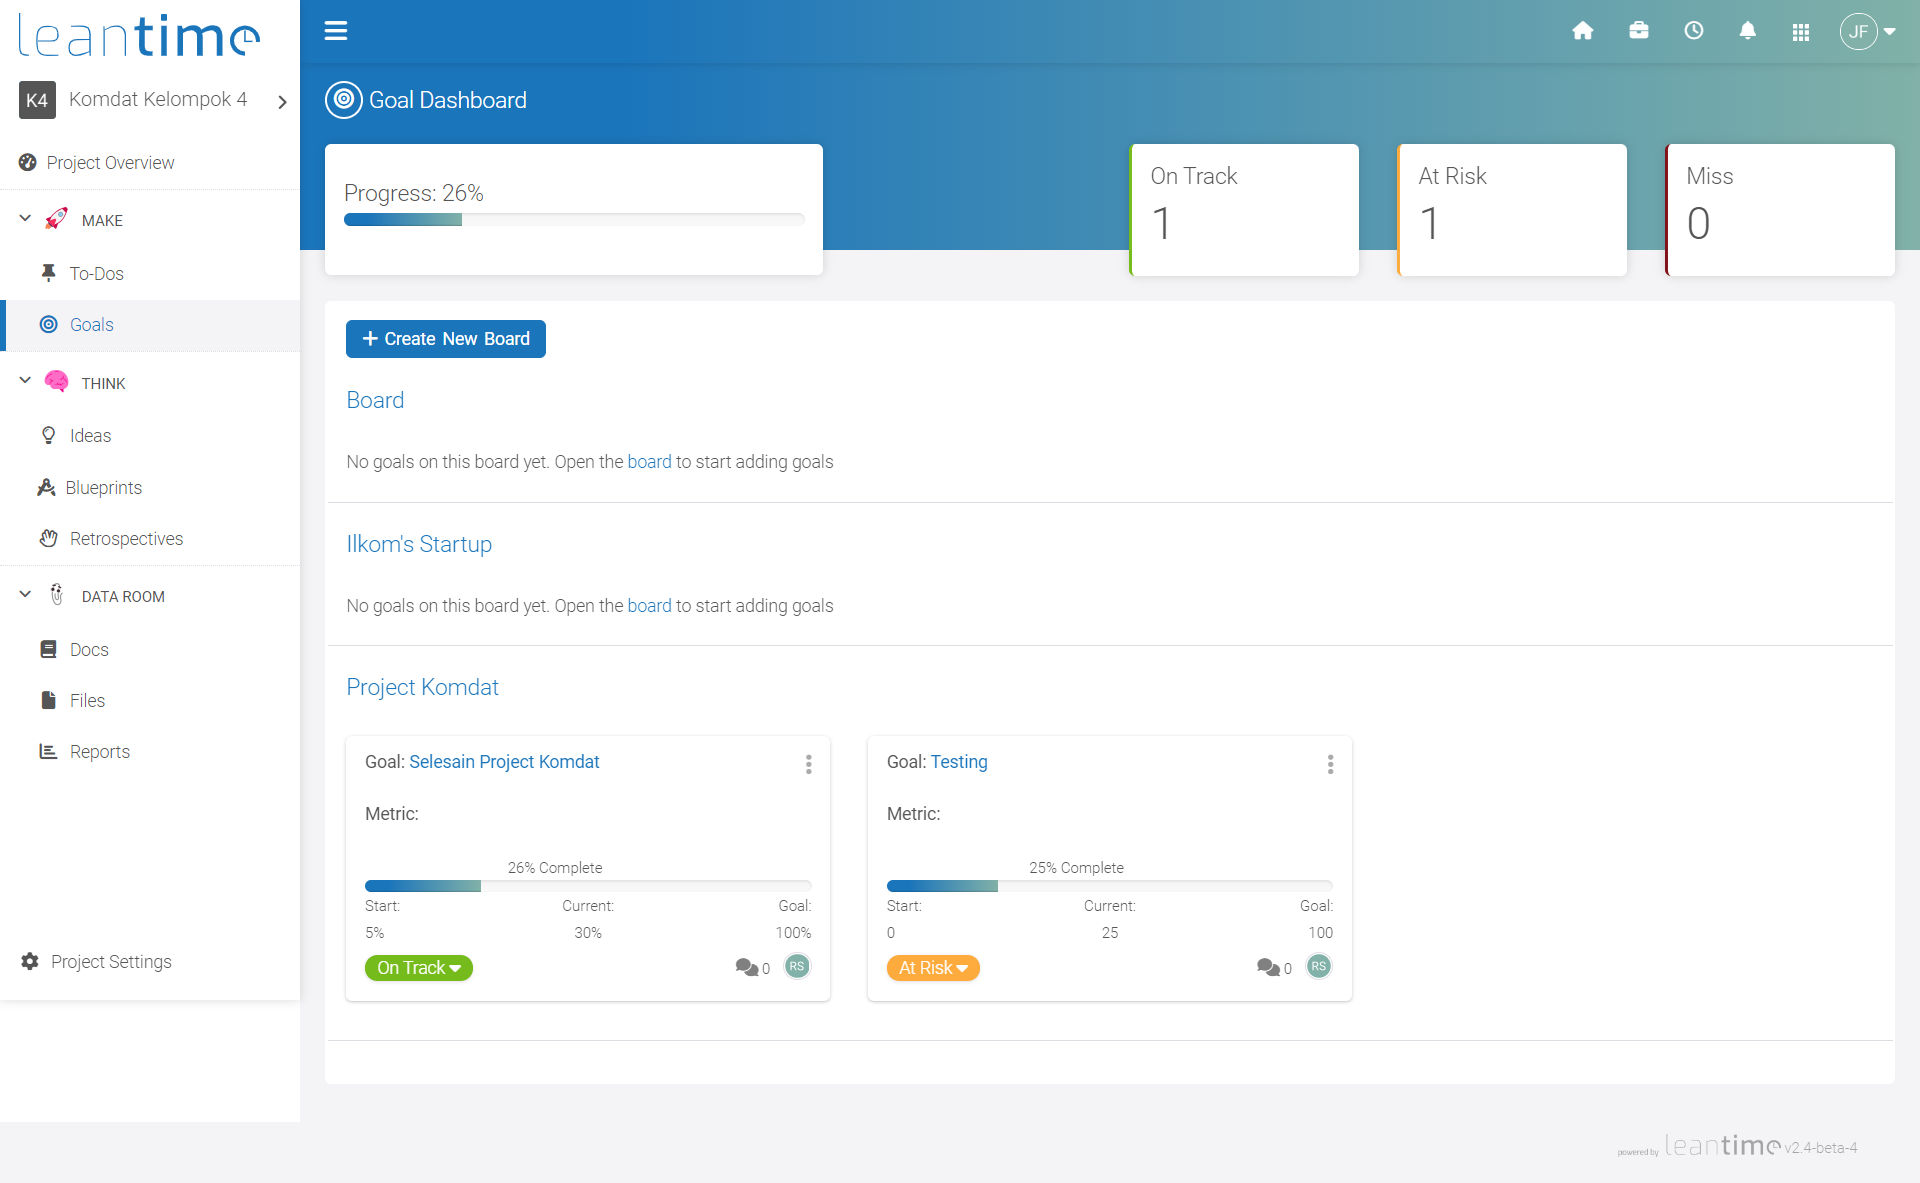 leantime
K4 Komdat Kelompok 4
Project Overview
MAKE
To-Dos
Goals
THINK
Ideas
Blueprints
Retrospectives
DATA ROOM
Docs
Files
Reports
Project Settings
JF
Goal Dashboard
Progress: 26%
On Track
1
At Risk
1
Miss
0
+ Create New Board
Board
No goals on this board yet. Open the board to start adding goals
Ilkom's Startup
No goals on this board yet. Open the board to start adding goals
Project Komdat
Goal: Selesain Project Komdat
Metric:
26% Complete
Start: Current: Goal:
5% 30% 100%
On Track 0 RS
Goal: Testing
Metric:
25% Complete
Start: Current: Goal:
0 25 100
At Risk 0 RS
powered by leantime v2.4-beta-4